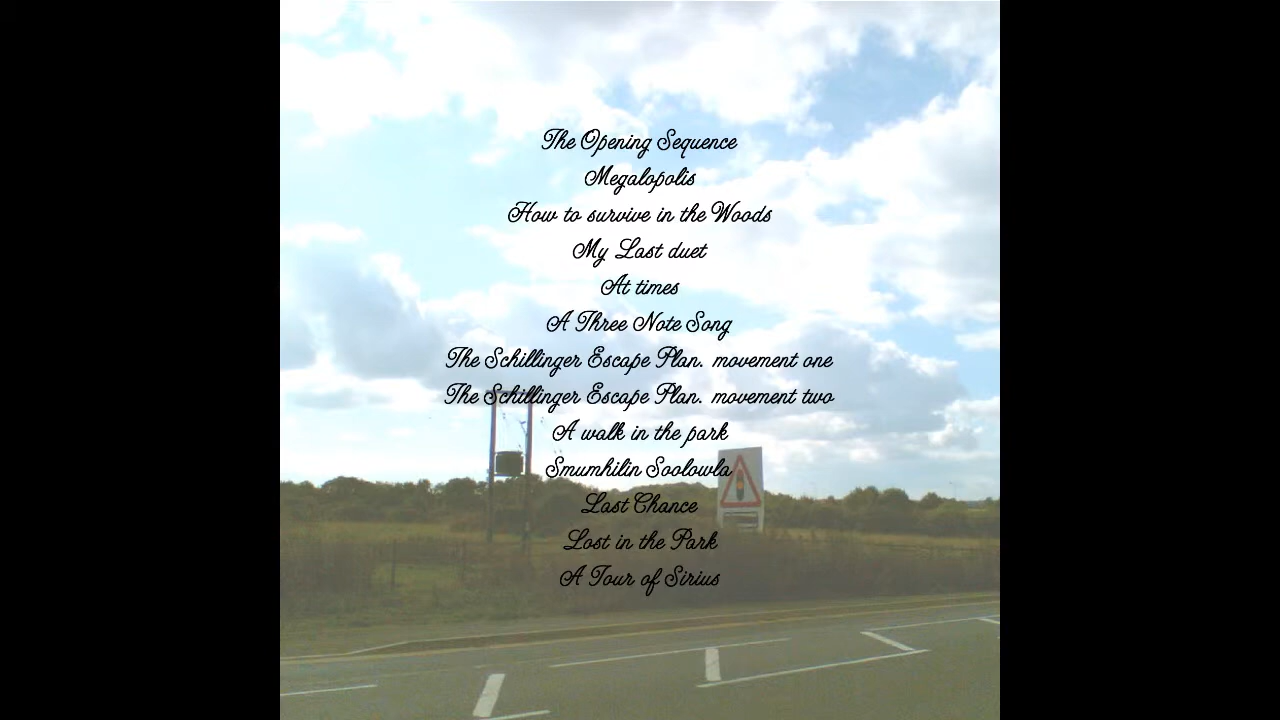 The Opening Sequence
Megalopolis
How to survive in the Woods
My Last duet
At times
A Three Note Song
The Schillinger Escape Plan. movement one
The Schillinger Escape Plan. movement two
A walk in the park
Smumhilin Soolowla
Last Chance
Lost in the Park
A Tour of Sirius